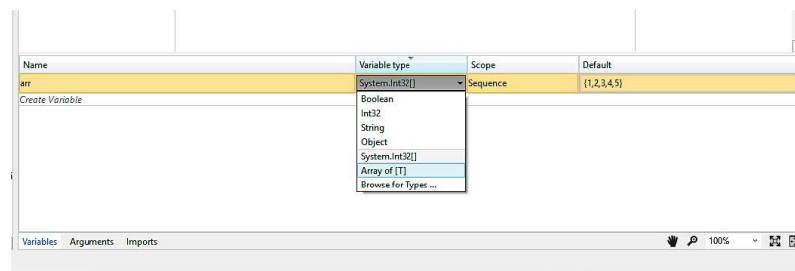 Name Variable type Scope Default
arr System.Int32[] Sequence {1,2,3,4,5}
Create Variable
Boolean
Int32
String
Object
System.Int32[]
Array of [T]
Browse for Types ...
Variables Arguments Imports 100%